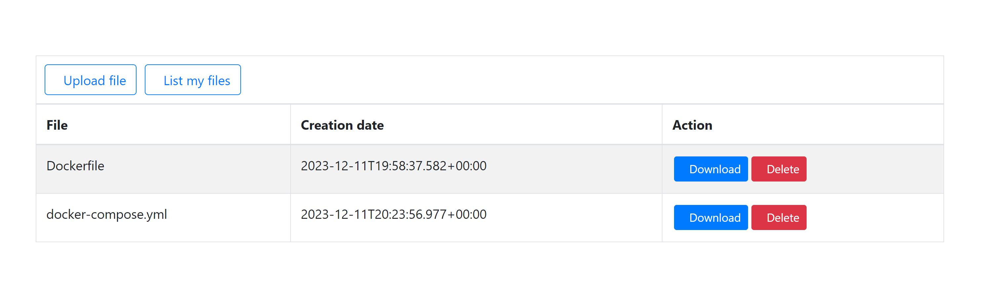 Upload file List my files
File Creation date Action
Dockerfile 2023-12-11T19:58:37.582+00:00 Download Delete
docker-compose.yml 2023-12-11T20:23:56.977+00:00 Download Delete